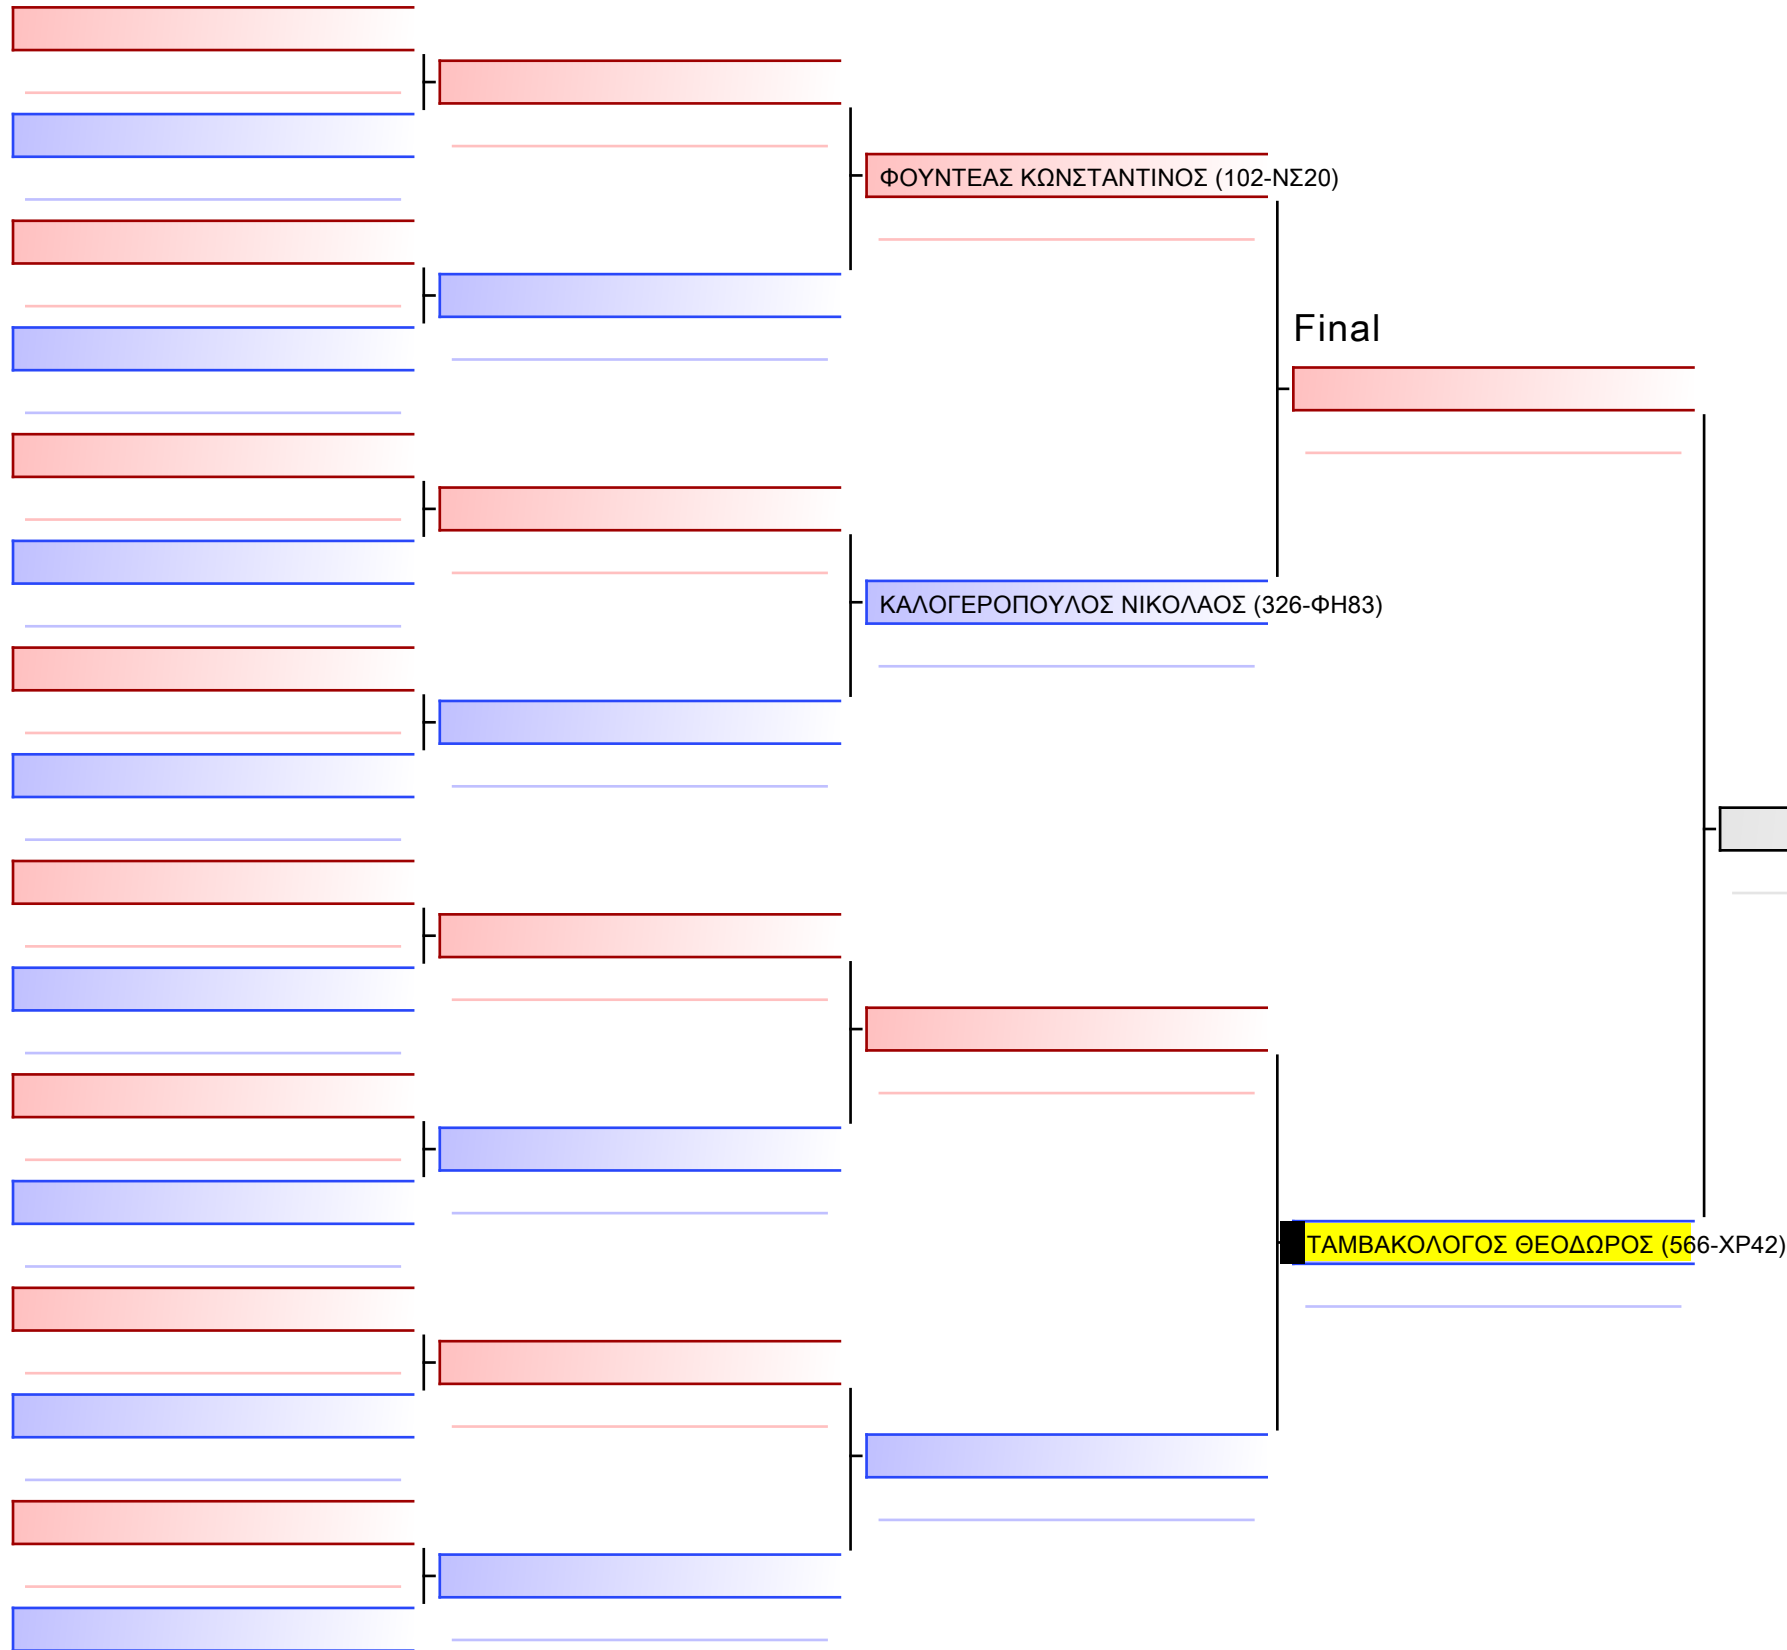 ΦΟΥΝΤΕΑΣ ΚΩΝΣΤΑΝΤΙΝΟΣ (102-ΝΣ20)
Final
ΚΑΛΟΓΕΡΟΠΟΥΛΟΣ ΝΙΚΟΛΑΟΣ (326-ΦΗ83)
ΤΑΜΒΑΚΟΛΟΓΟΣ ΘΕΟΔΩΡΟΣ (566-ΧΡ42)